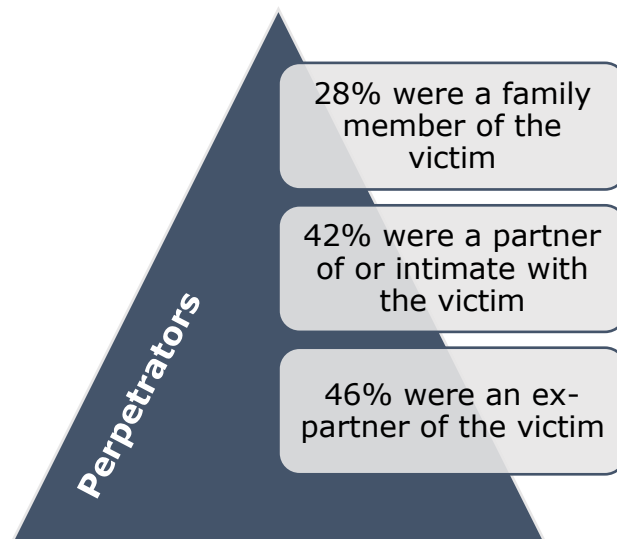 28% were a family
member of the
victim
42% were a partner
of or intimate with
the victim
46% were an ex-
partner of the victim
Perpetrators